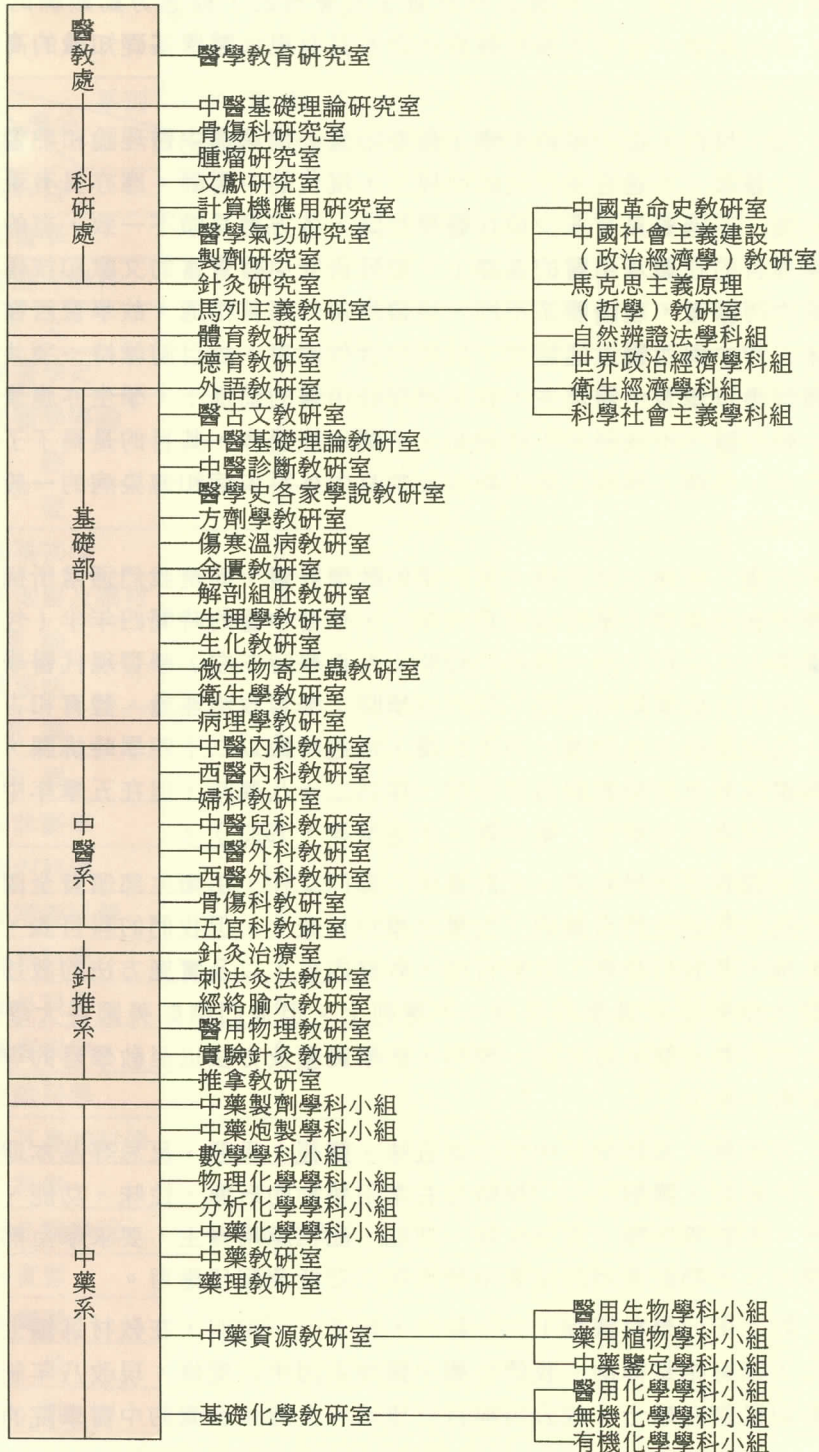 醫教處
醫學教育研究室
科研處
中醫基礎理論研究室
骨傷科研究室
腫瘤研究室
文獻研究室
計算機應用研究室
醫學氣功研究室
製劑研究室
針灸研究室
馬列主義教研室
中國革命史教研室
中國社會主義建設
（政治經濟學）教研室
馬克思主義原理
（哲學）教研室
自然辨證法學科組
世界政治經濟學科組
衛生經濟學科組
科學社會主義學科組
體育教研室
德育教研室
基礎部
外語教研室
醫古文教研室
中醫基礎理論教研室
中醫診斷教研室
醫學史各家學說教研室
方劑學教研室
傷寒溫病教研室
金匱教研室
解剖組胚教研室
生理學教研室
生化教研室
微生物寄生蟲教研室
衛生學教研室
病理學教研室
中醫系
中醫內科教研室
西醫內科教研室
婦科教研室
中醫兒科教研室
中醫外科教研室
西醫外科教研室
骨傷科教研室
五官科教研室
針推系
針灸治療室
刺法灸法教研室
經絡腧穴教研室
醫用物理教研室
實驗針灸教研室
推拿教研室
中藥系
中藥製劑學科小組
中藥炮製學科小組
數學學科小組
物理化學學科小組
分析化學學科小組
中藥化學學科小組
中藥教研室
藥理教研室
中藥資源教研室
醫用生物學科小組
藥用植物學科小組
中藥鑒定學科小組
基礎化學教研室
醫用化學學科小組
無機化學學科小組
有機化學學科小組